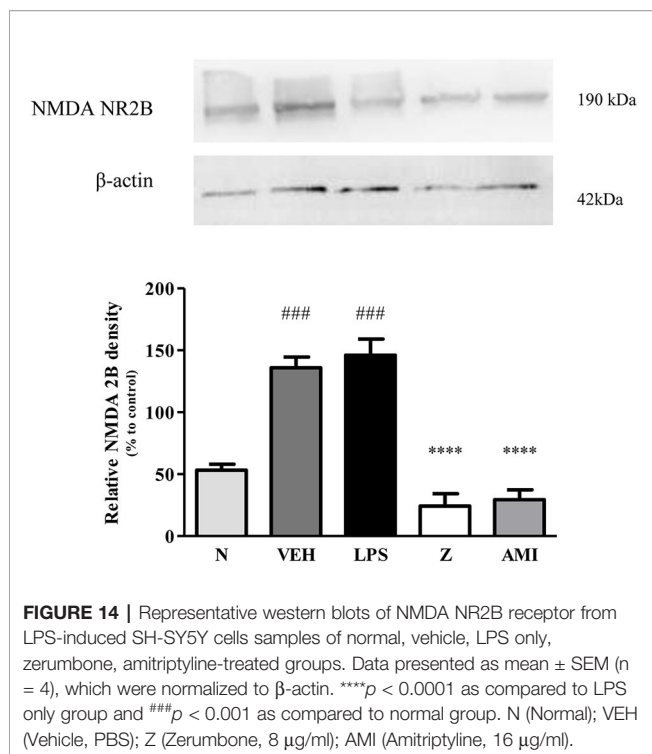 NMDA NR2B
190 kDa
β-actin
42kDa
Relative NMDA 2B density
(% to control)
200
150
100
50
0
###
###
****
****
N VEH LPS Z AMI
FIGURE 14 | Representative western blots of NMDA NR2B receptor from
LPS-induced SH-SY5Y cells samples of normal, vehicle, LPS only,
zerumbone, amitriptyline-treated groups. Data presented as mean ± SEM (n
= 4), which were normalized to β-actin. ****p < 0.0001 as compared to LPS
only group and ###p < 0.001 as compared to normal group. N (Normal); VEH
(Vehicle, PBS); Z (Zerumbone, 8 μg/ml); AMI (Amitriptyline, 16 μg/ml).